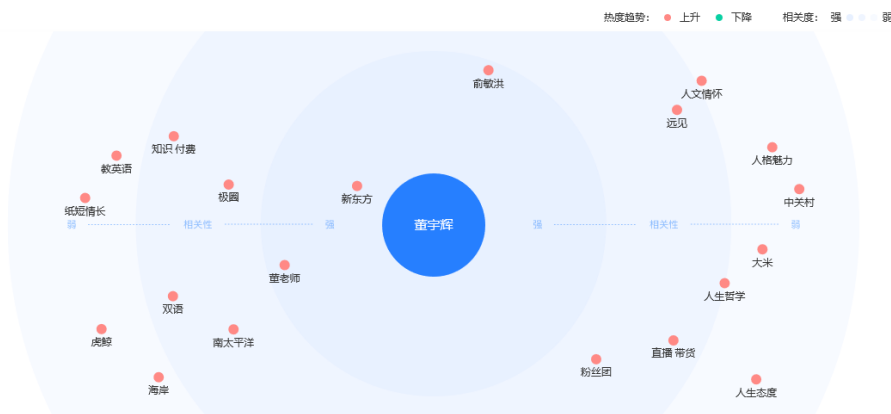 热度趋势: 上升 下降 相关度: 强 弱
俞敏洪
人文情怀
远见
知识 付费
人格魅力
教英语
极圈
新东方
中关村
纸短情长
董宇辉
弱 相关性 强 强 相关性 弱
大米
董老师
人生哲学
双语
虎鲸
南太平洋
直播 带货
粉丝团
海岸
人生态度